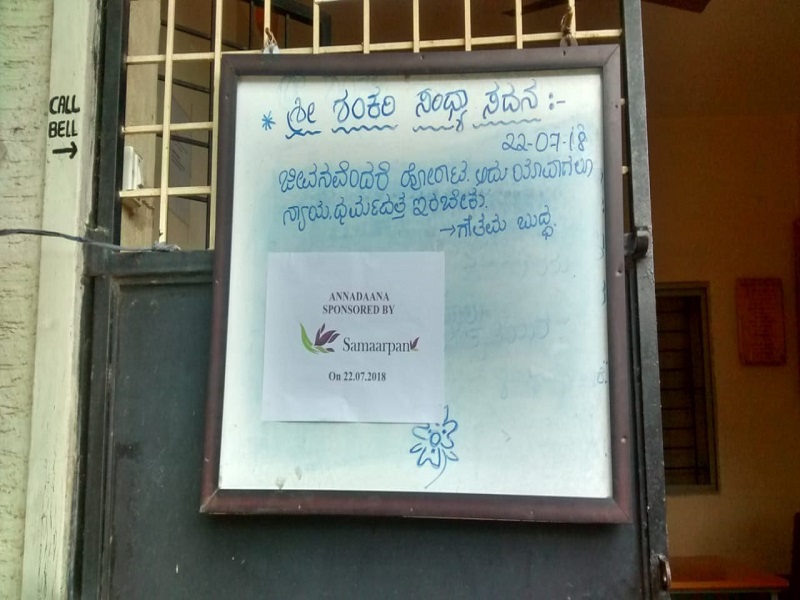 CALL
BELL
→
* ಶ್ರೀ ಶಂಕರಿ ಸಂಧ್ಯಾ ಸದನ :-
22-07-18
ಜೀವನವೆಂದರೆ ಹೋರಾಟ. ಅದು ಯಾವಾಗಲೂ
ನ್ಯಾಯ, ಧರ್ಮದತ್ತ ಇರಬೇಕು.
→ ಗೌತಮ ಬುದ್ಧ.
ANNADAANA
SPONSORED BY
Samaarpan
On 22.07.2018